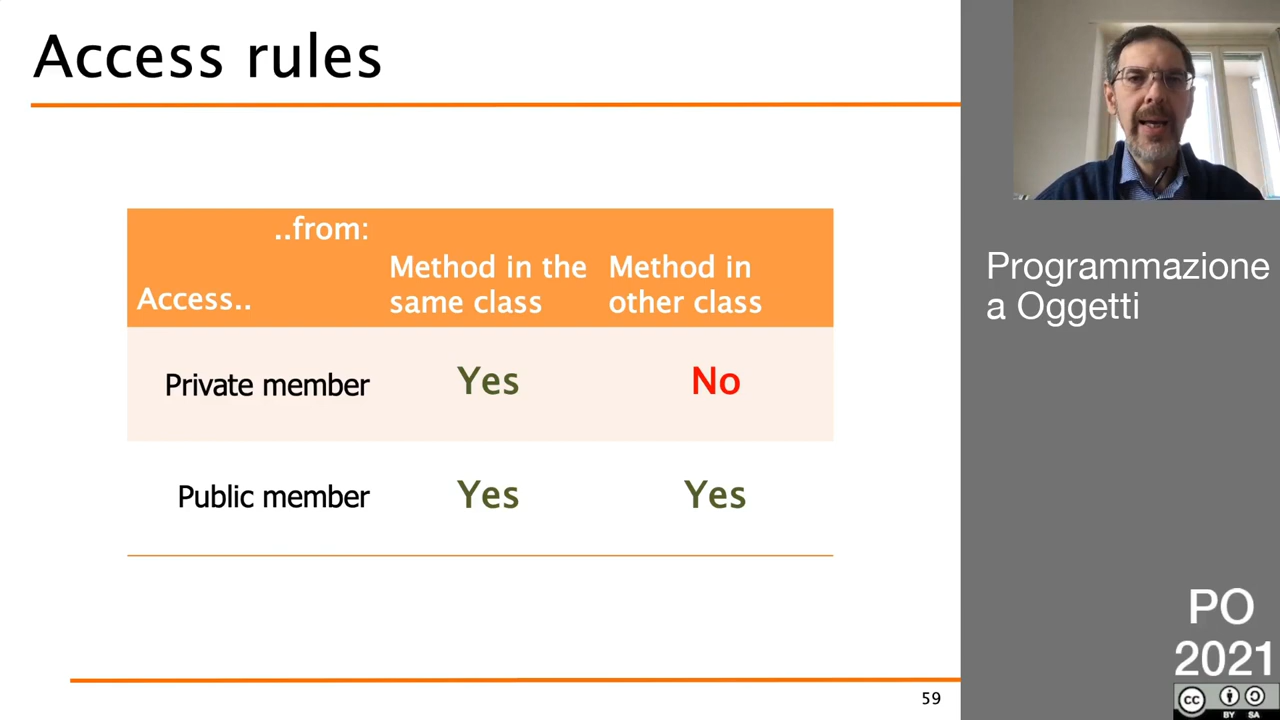 Access rules
..from:
Access..
Method in the
same class
Method in
other class
Private member
Yes
No
Public member
Yes
Yes
59
Programmazione
a Oggetti
PO
2021
cc
BY SA